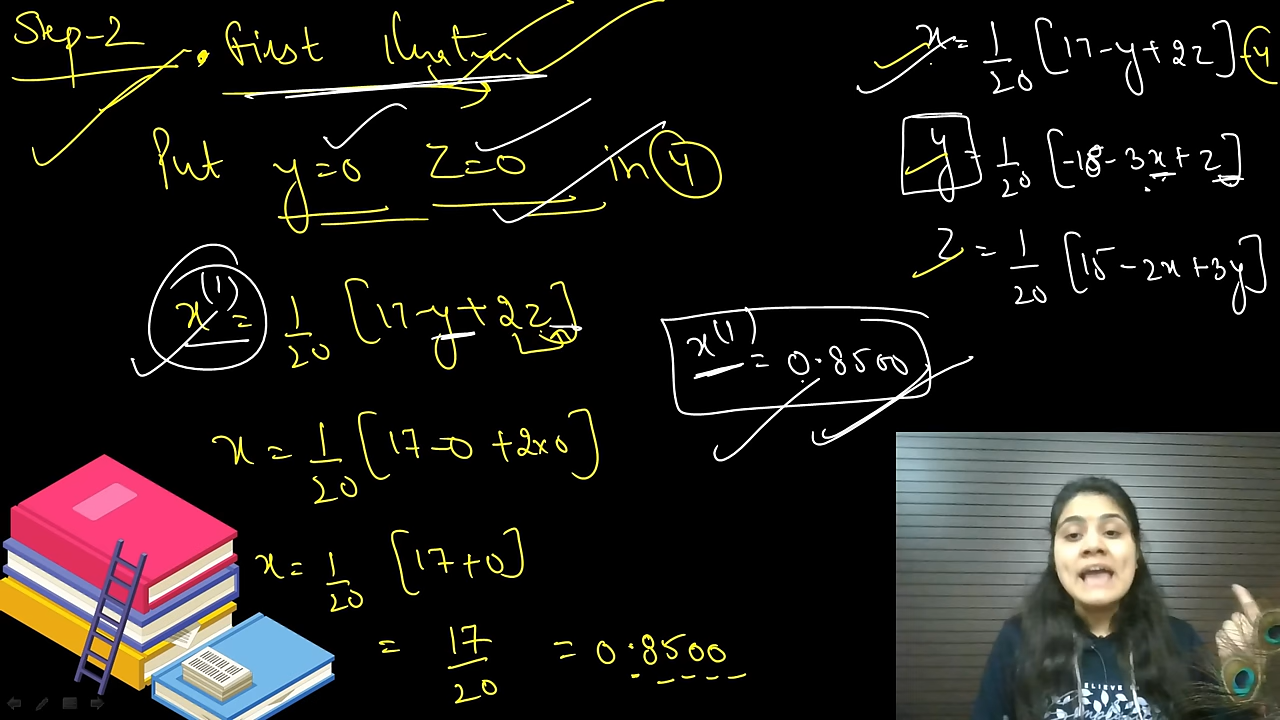 Step-2 • First Iteration
Put y=0 z=0 in (4)
x⁽¹⁾ = 1/20 [17-y+2z]
x = 1/20 [17-0+2x0]
x = 1/20 [17+0]
= 17/20 = 0.8500
x⁽¹⁾ = 0.8500
x = 1/20 [17-y+2z] - (4)
y = 1/20 [-18-3x+z]
z = 1/20 [15-2x+3y]
BELIEVE